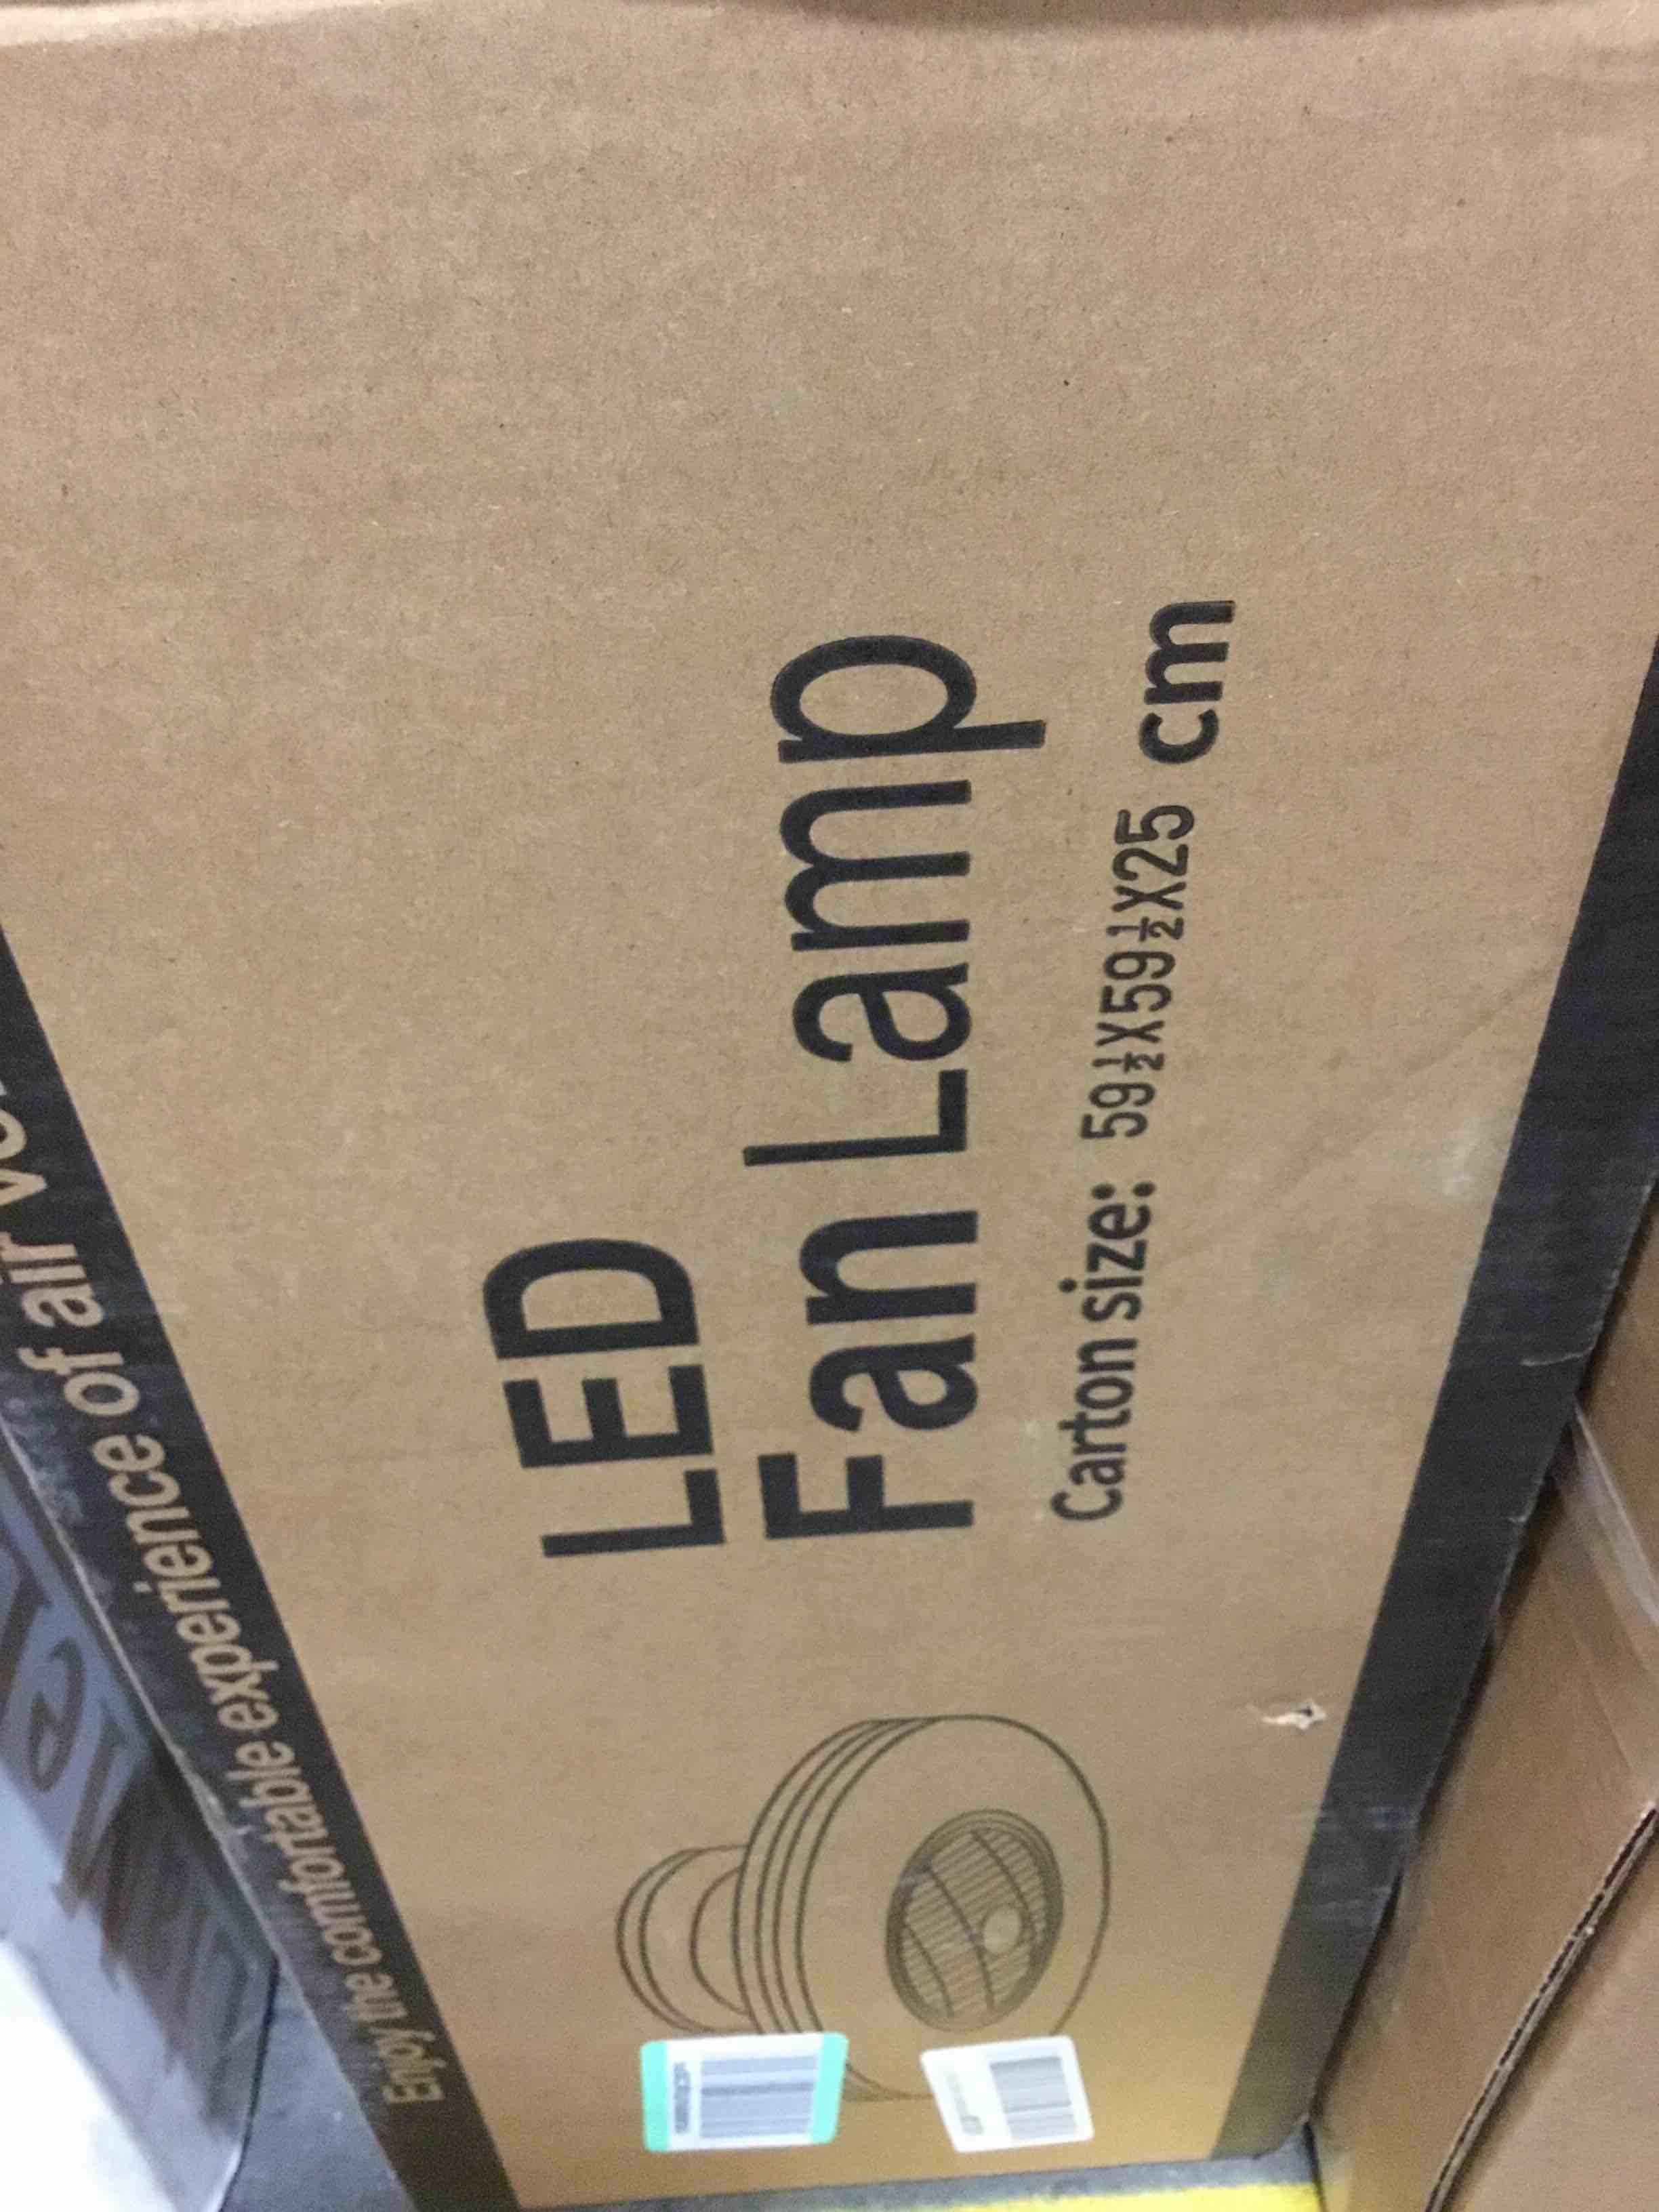 Enjoy the comfortable experience of air
LED
Fan Lamp
Carton size: 59½X59½X25 cm